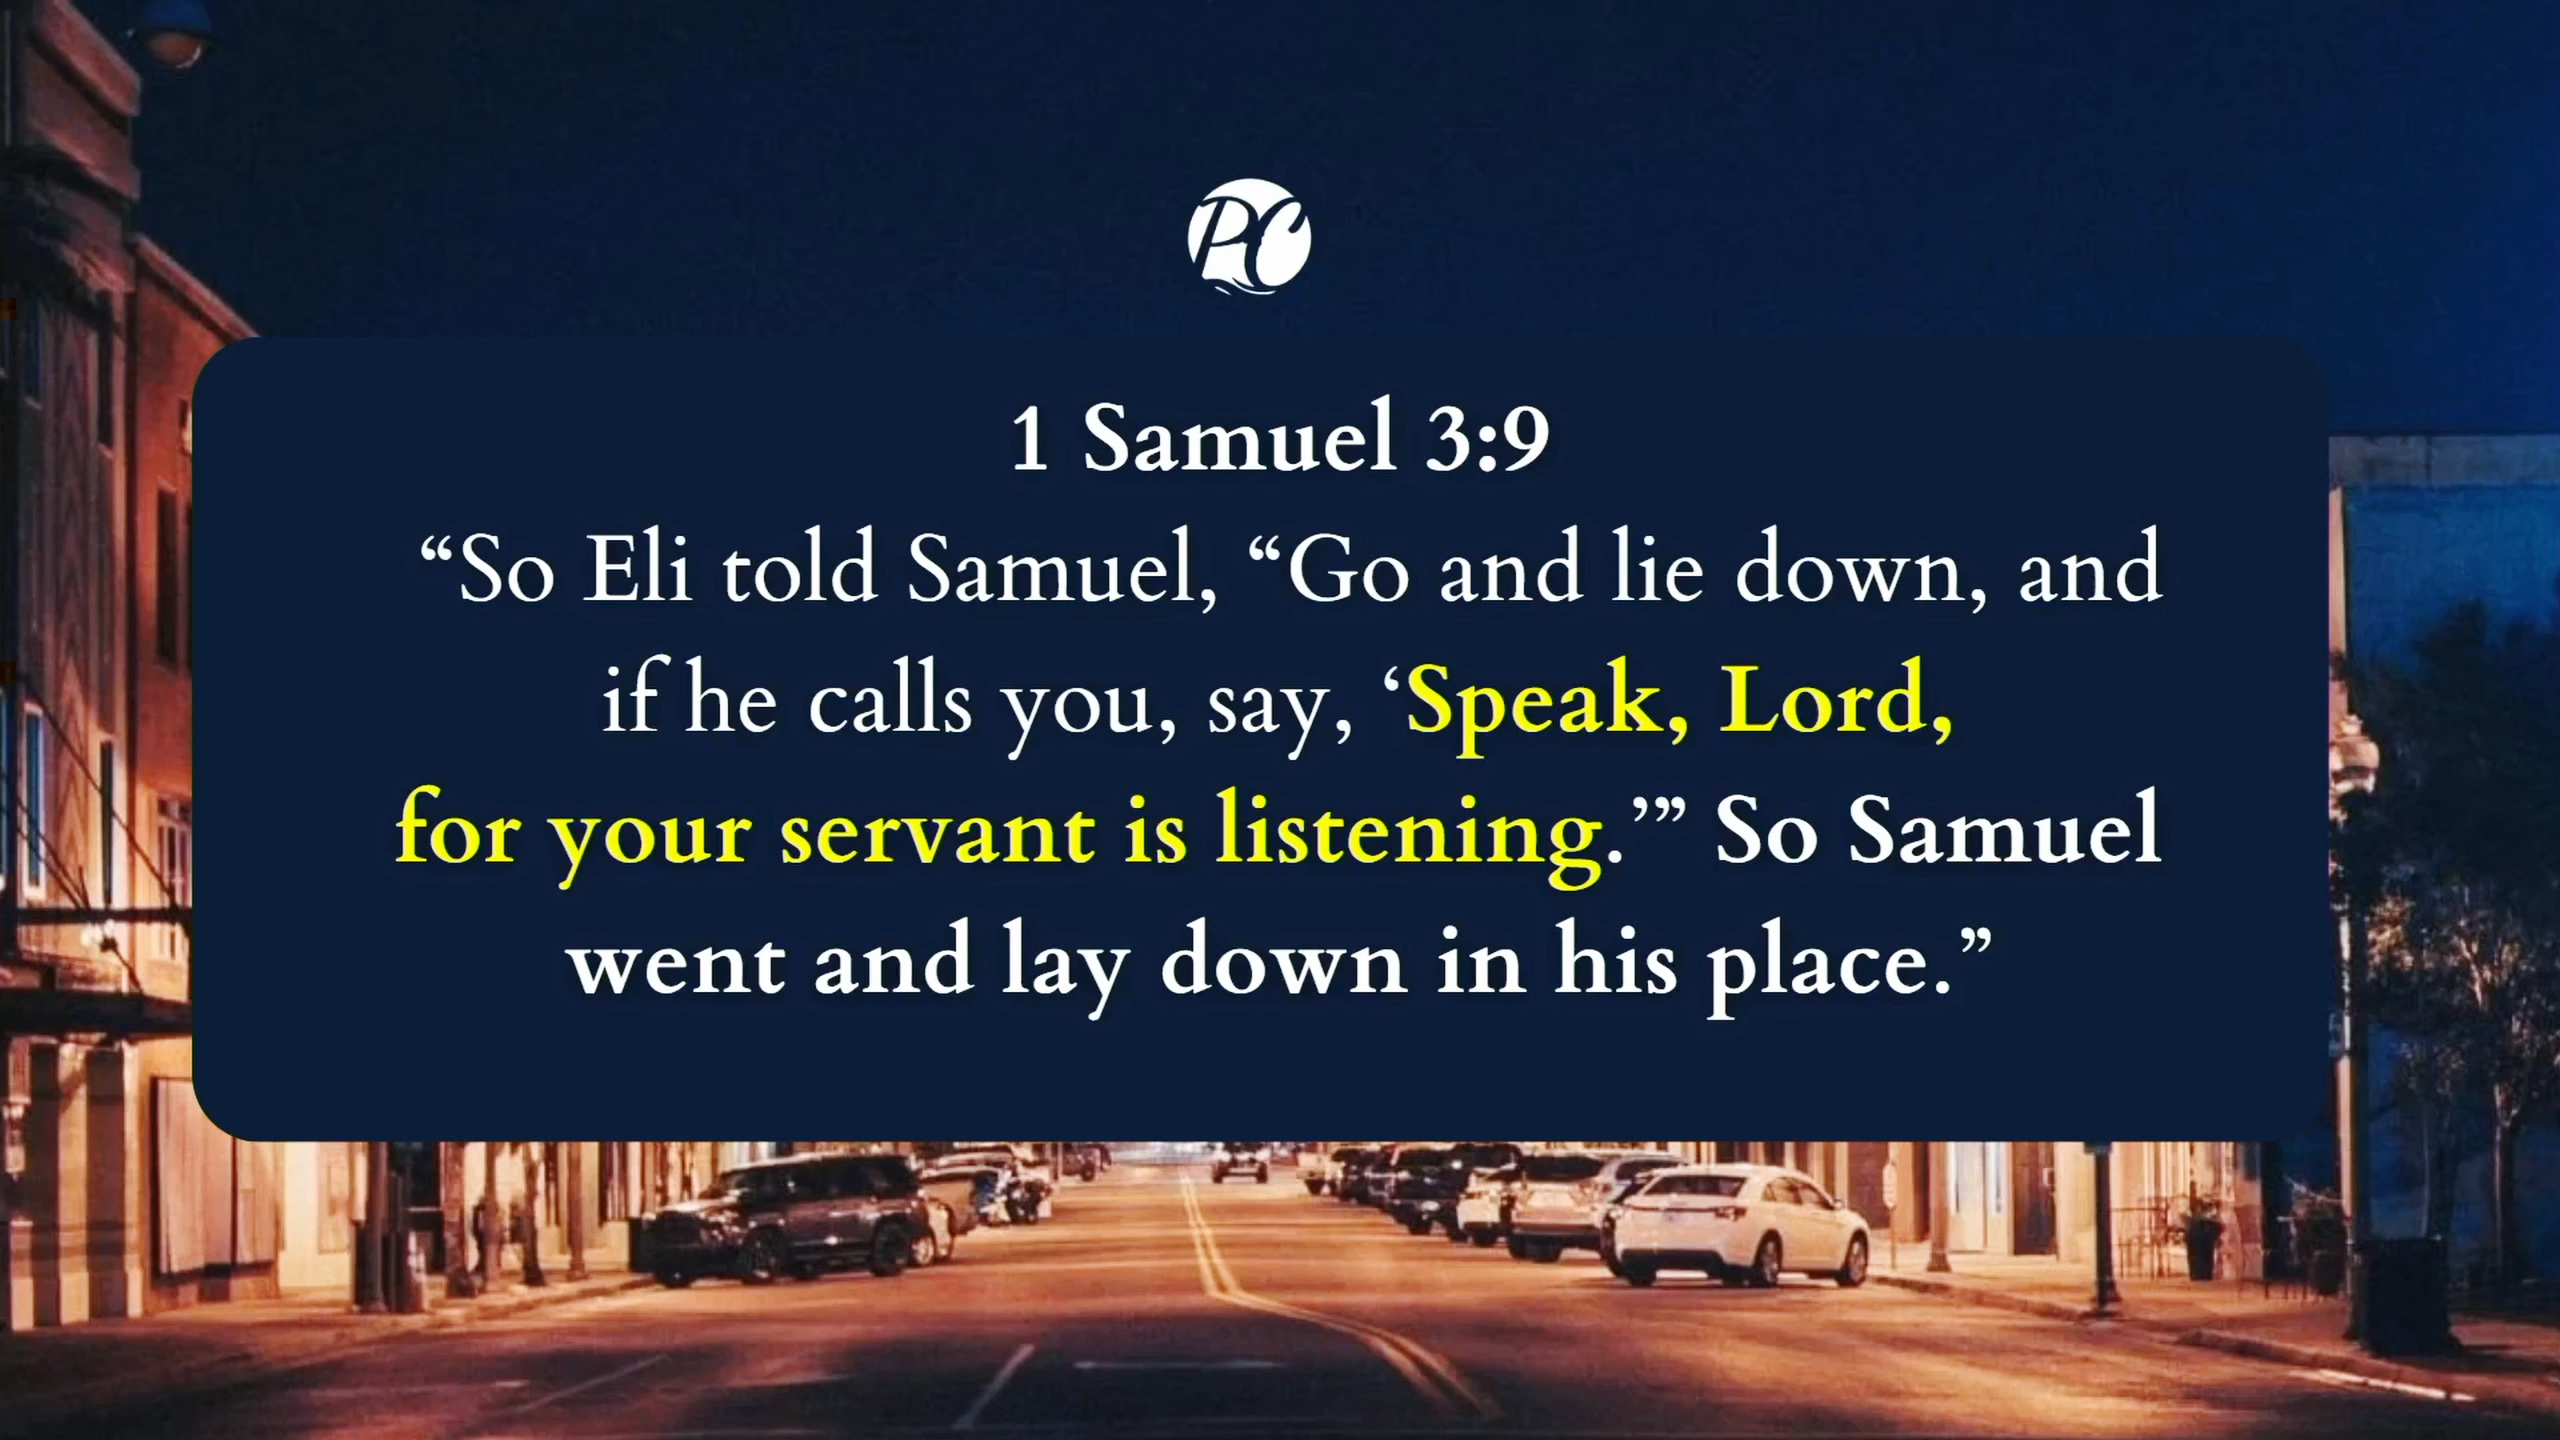 PC
1 Samuel 3:9
“So Eli told Samuel, “Go and lie down, and
if he calls you, say, ‘Speak, Lord,
for your servant is listening.’” So Samuel
went and lay down in his place.”